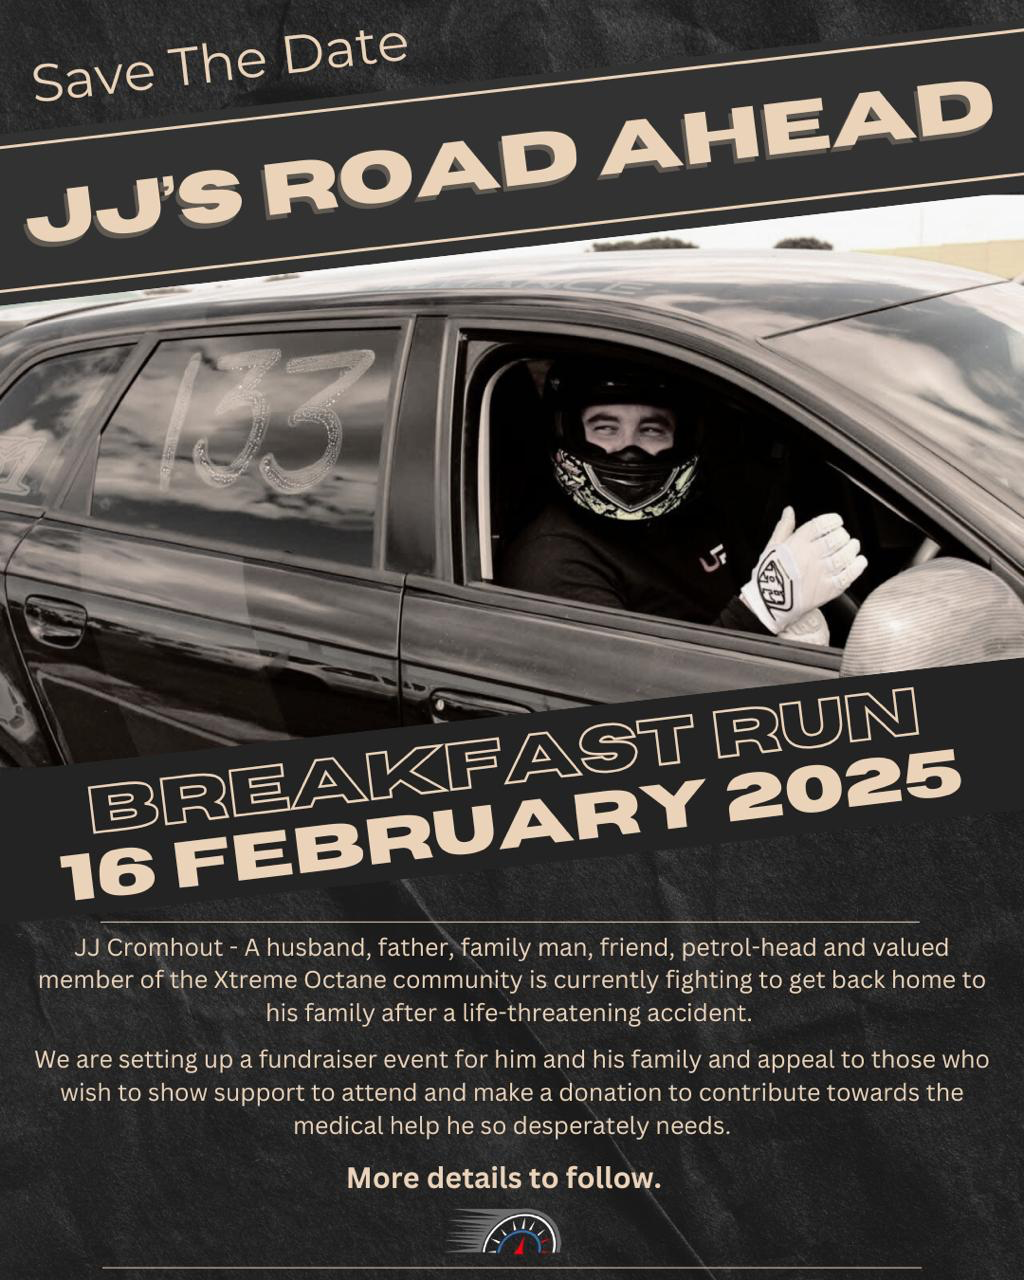 Save The Date
JJ'S ROAD AHEAD
133
BREAKFAST RUN
16 FEBRUARY 2025
JJ Cromhout - A husband, father, family man, friend, petrol-head and valued
member of the Xtreme Octane community is currently fighting to get back home to
his family after a life-threatening accident.
We are setting up a fundraiser event for him and his family and appeal to those who
wish to show support to attend and make a donation to contribute towards the
medical help he so desperately needs.
More details to follow.